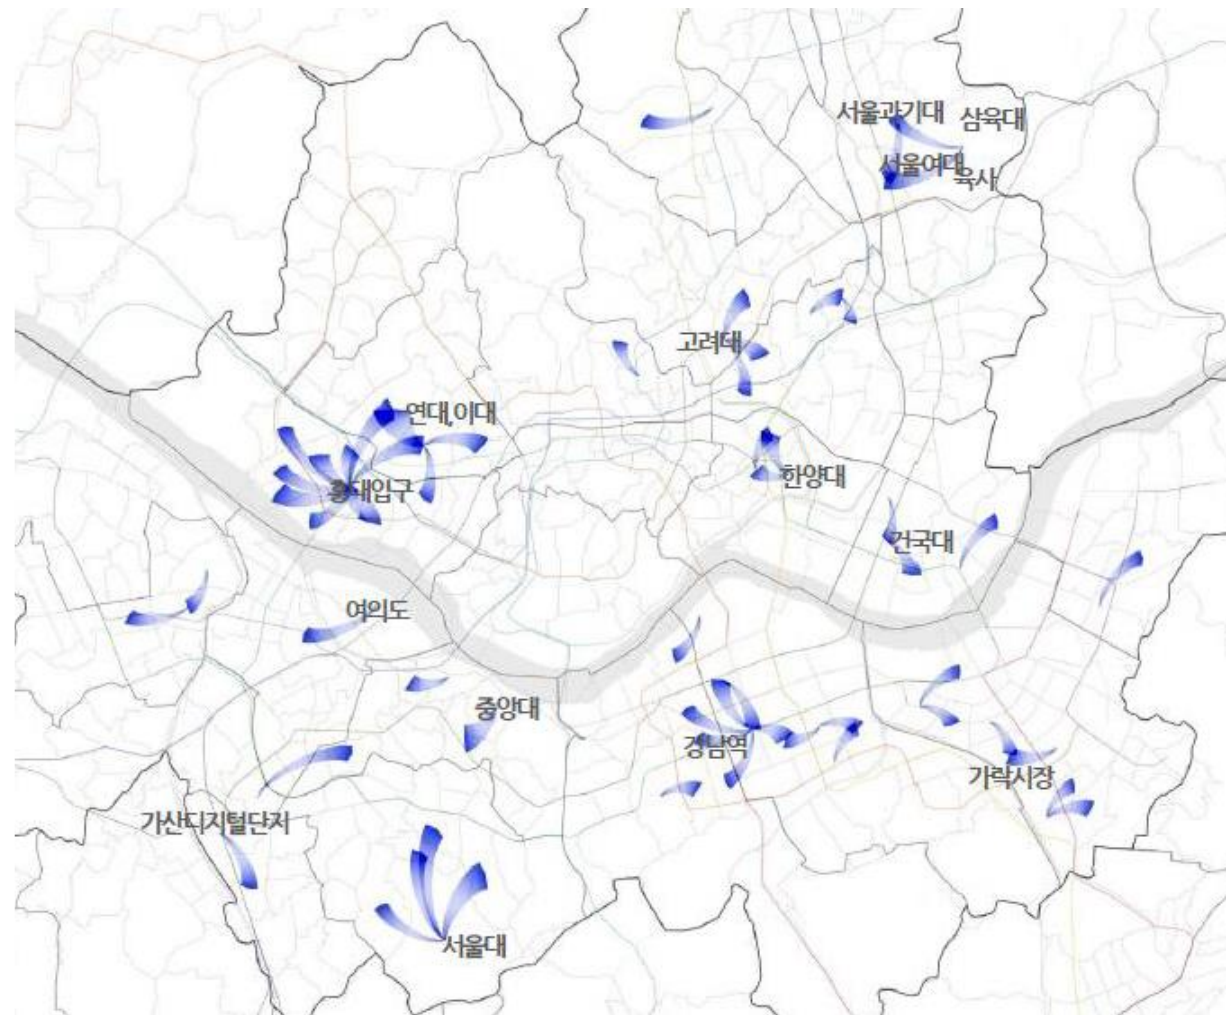 서울과기대
삼육대
서울여대
육사
고려대
연대,이대
한양대
홍대입구
건국대
여의도
중앙대
강남역
가락시장
가산디지털단지
서울대